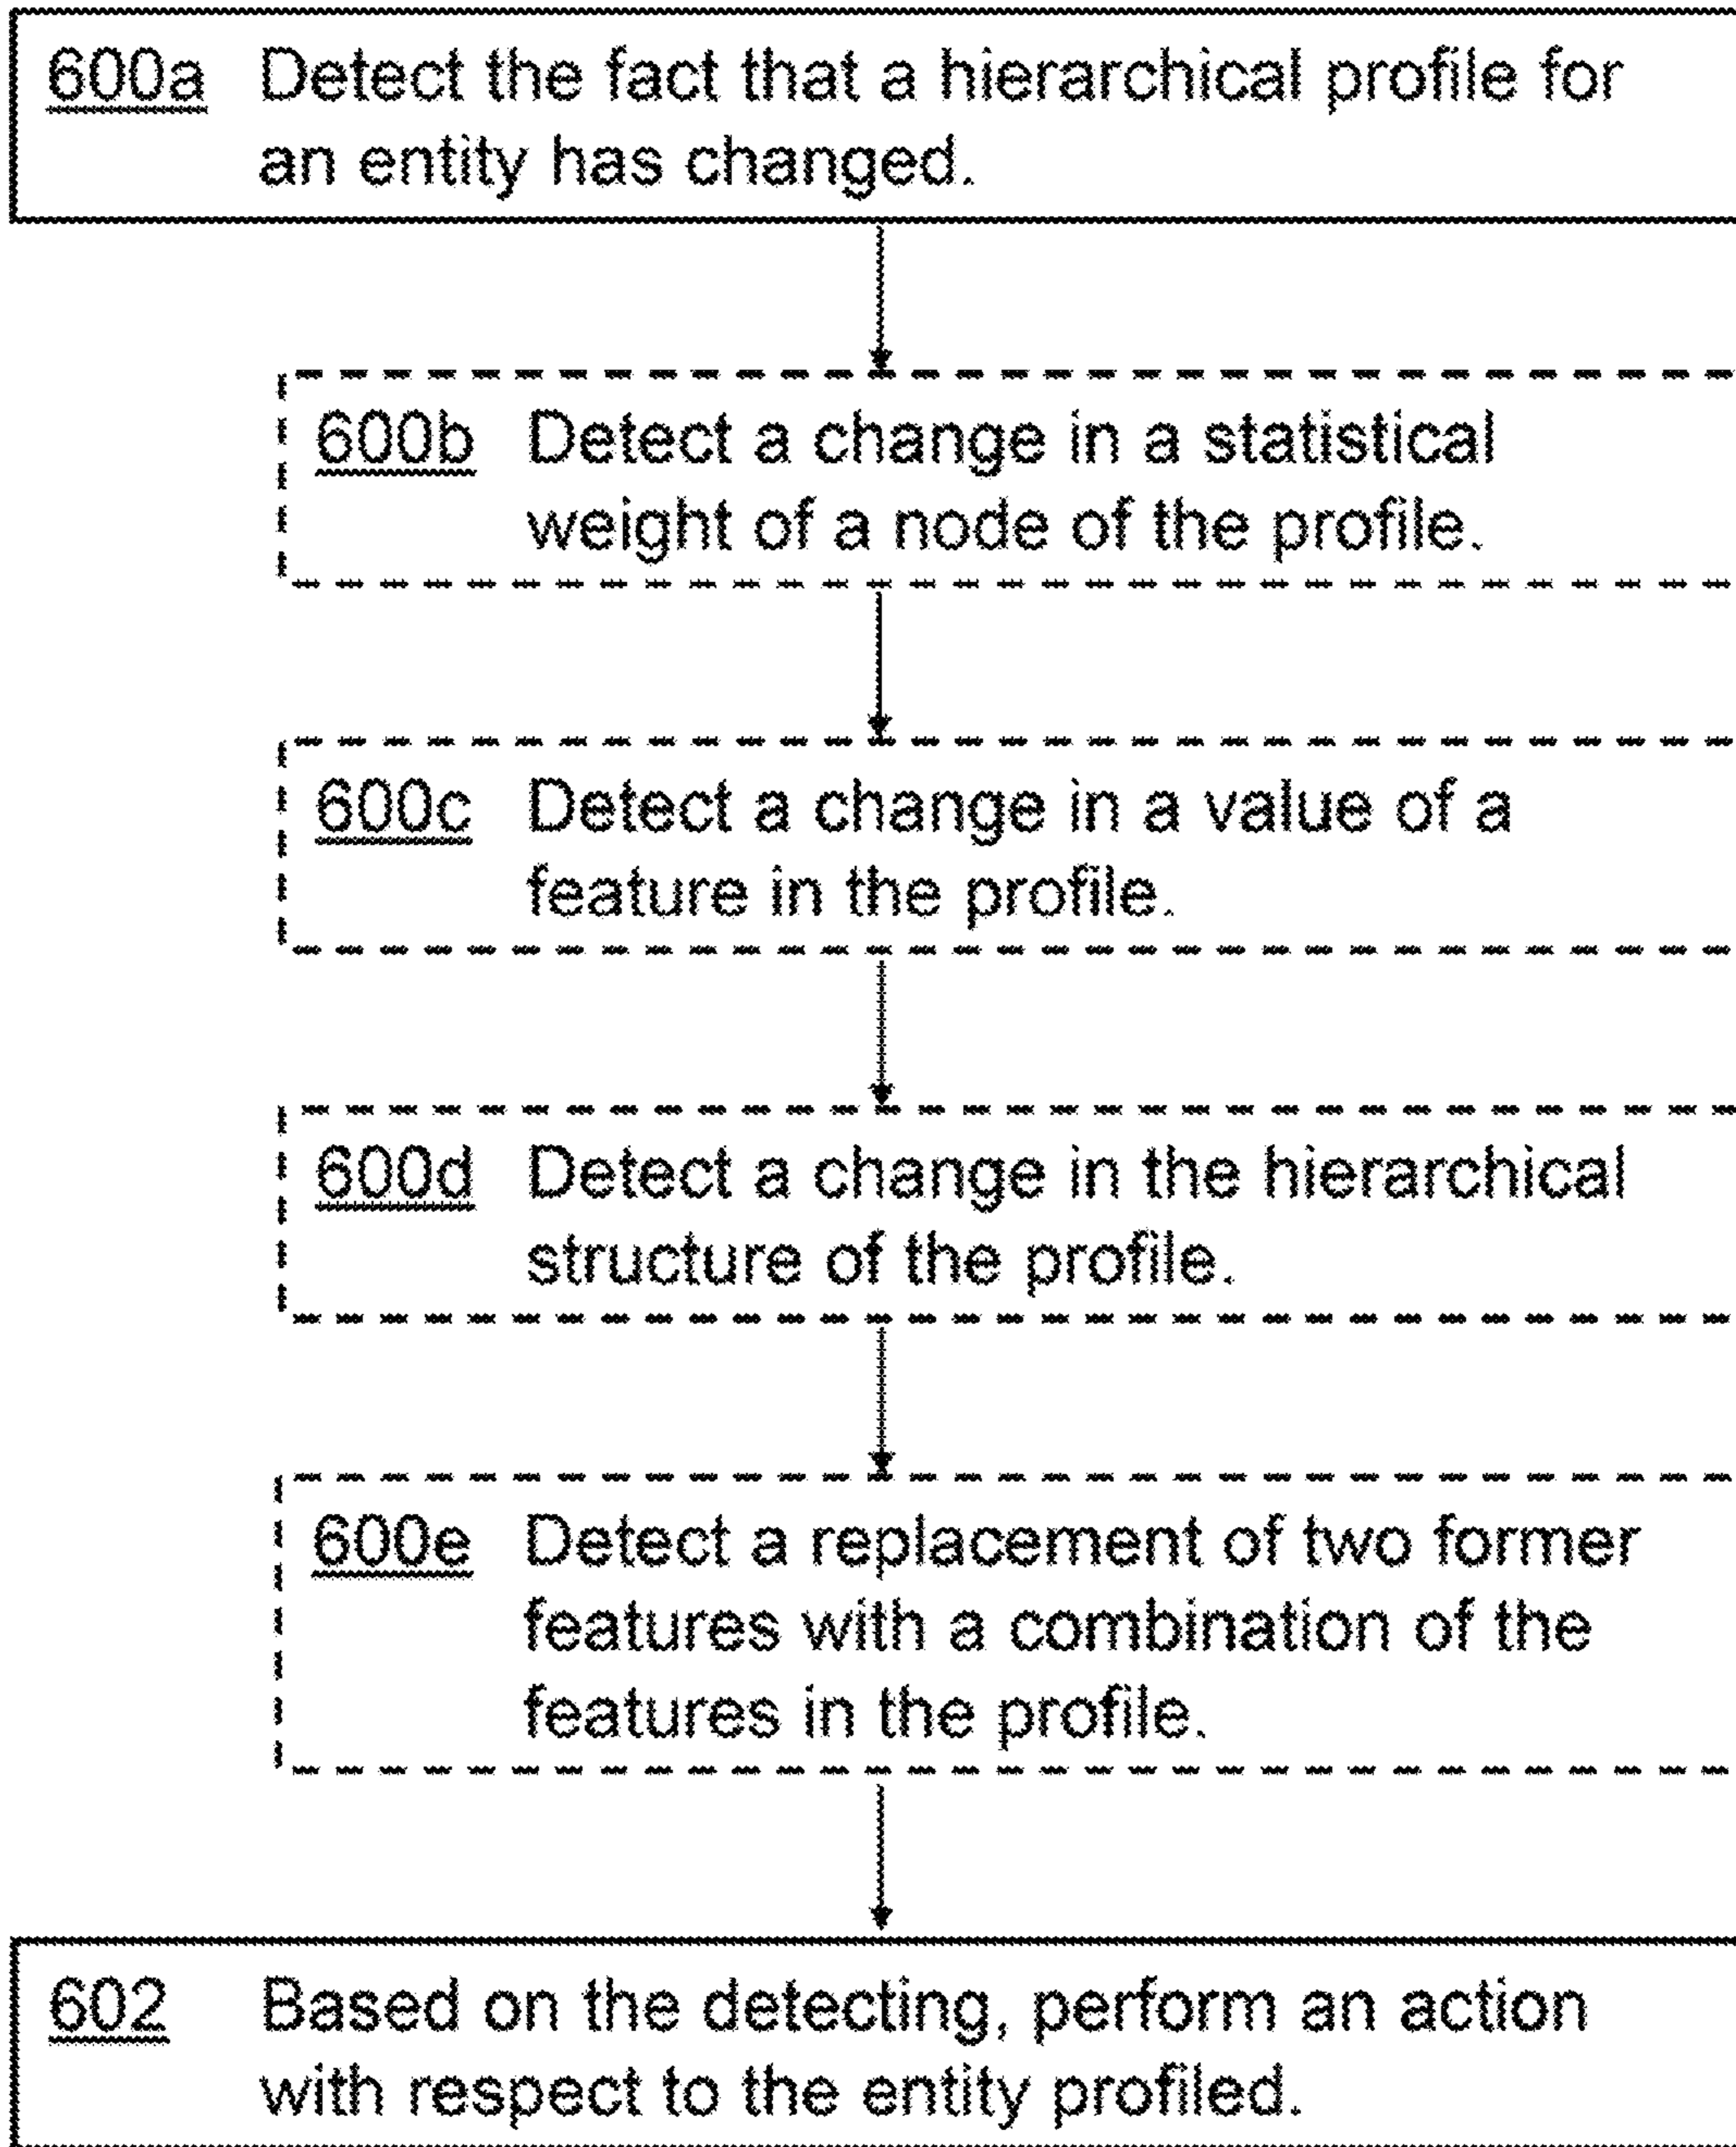 600a Detect the fact that a hierarchical profile for
an entity has changed.
600b Detect a change in a statistical
weight of a node of the profile.
600c Detect a change in a value of a
feature in the profile.
600d Detect a change in the hierarchical
structure of the profile.
600e Detect a replacement of two former
features with a combination of the
features in the profile.
602 Based on the detecting, perform an action
with respect to the entity profiled.